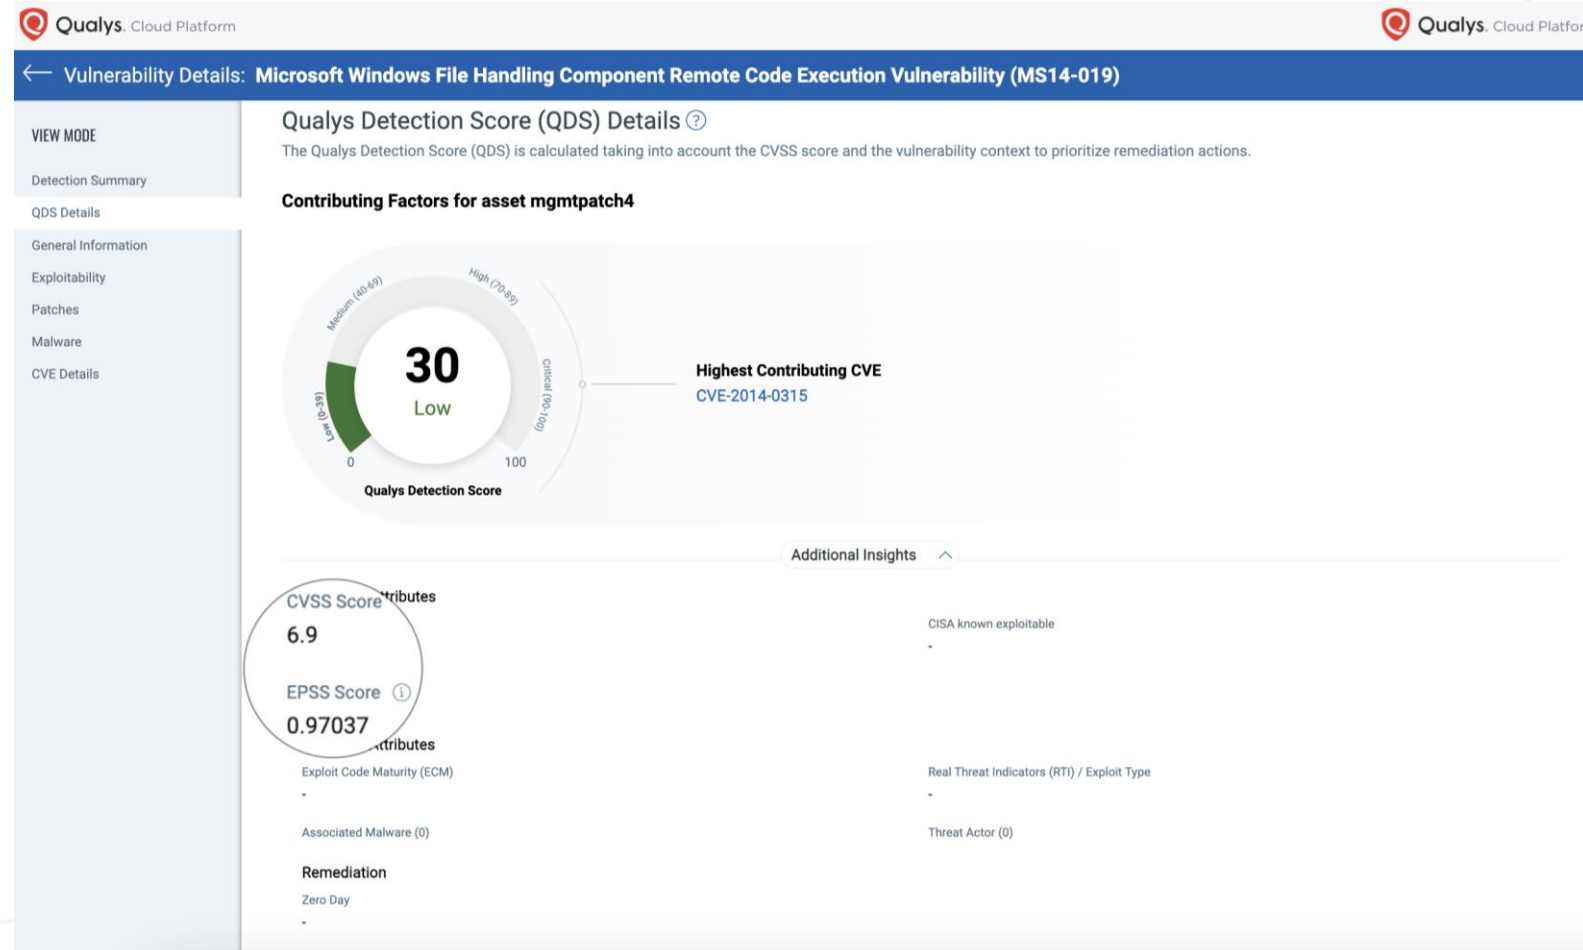 Qualys. Cloud Platform
Qualys. Cloud Platfor
Vulnerability Details: Microsoft Windows File Handling Component Remote Code Execution Vulnerability (MS14-019)
VIEW MODE
Detection Summary
QDS Details
General Information
Exploitability
Patches
Malware
CVE Details
Qualys Detection Score (QDS) Details ?
The Qualys Detection Score (QDS) is calculated taking into account the CVSS score and the vulnerability context to prioritize remediation actions.
Contributing Factors for asset mgmtpatch4
Low (0-39)
Medium (40-69)
High (70-89)
Critical (90-100)
30
Low
0
100
Qualys Detection Score
Highest Contributing CVE
CVE-2014-0315
Additional Insights
CVSS Score
6.9
EPSS Score i
0.97037
tributes
CISA known exploitable
-
ttributes
Exploit Code Maturity (ECM)
-
Real Threat Indicators (RTI) / Exploit Type
-
Associated Malware (0)
Threat Actor (0)
Remediation
Zero Day
-